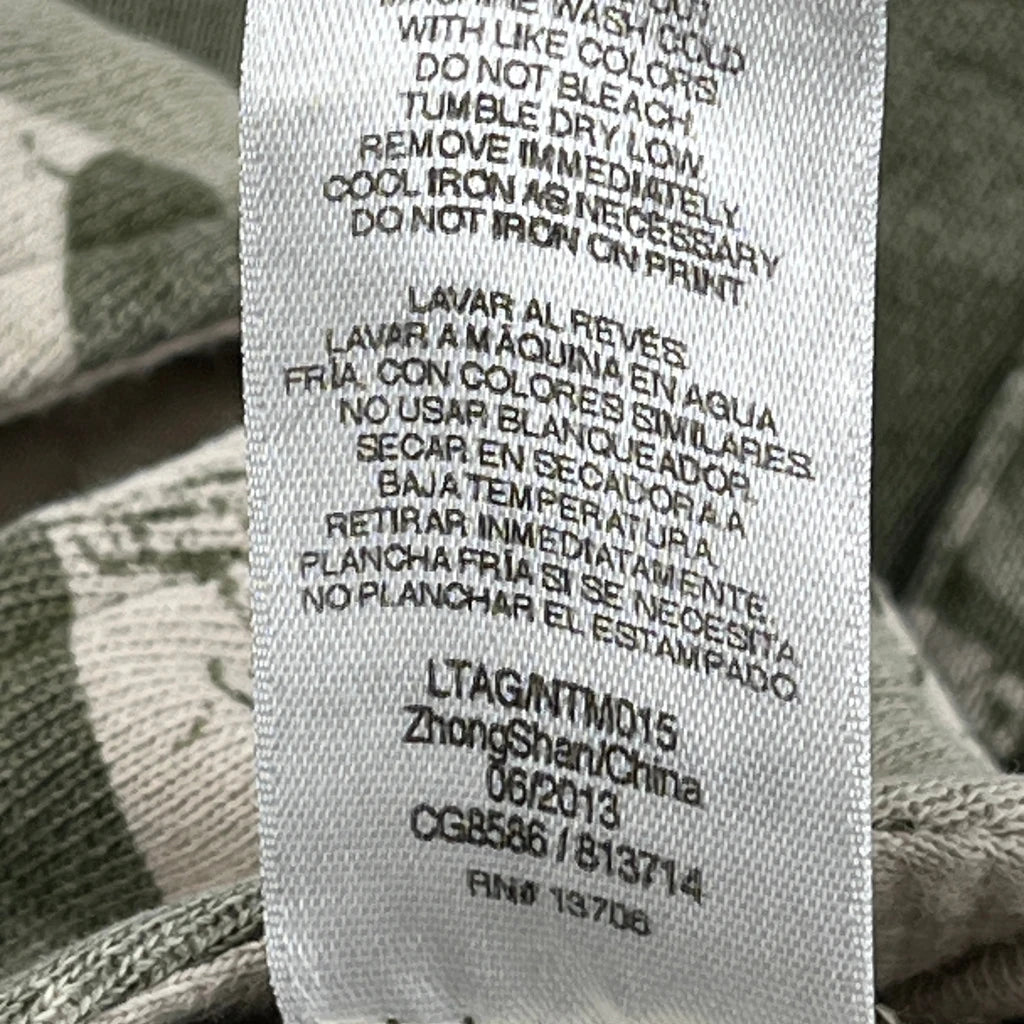 MACHINE WASH COLD
WITH LIKE COLORS.
DO NOT BLEACH.
TUMBLE DRY LOW.
REMOVE IMMEDIATELY.
COOL IRON AS NECESSARY
DO NOT IRON ON PRINT
LAVAR AL REVÉS.
LAVAR A MÁQUINA EN AGUA
FRÍA, CON COLORES SIMILARES.
NO USAR BLANQUEADOR.
SECAR EN SECADORA A
BAJA TEMPERATURA.
RETIRAR INMEDIATAMENTE.
PLANCHA FRÍA SI SE NECESITA.
NO PLANCHAR EL ESTAMPADO.
LTAG/NTM015
ZhongShan/China
06/2013
CG8586 / 813714
RN# 13706